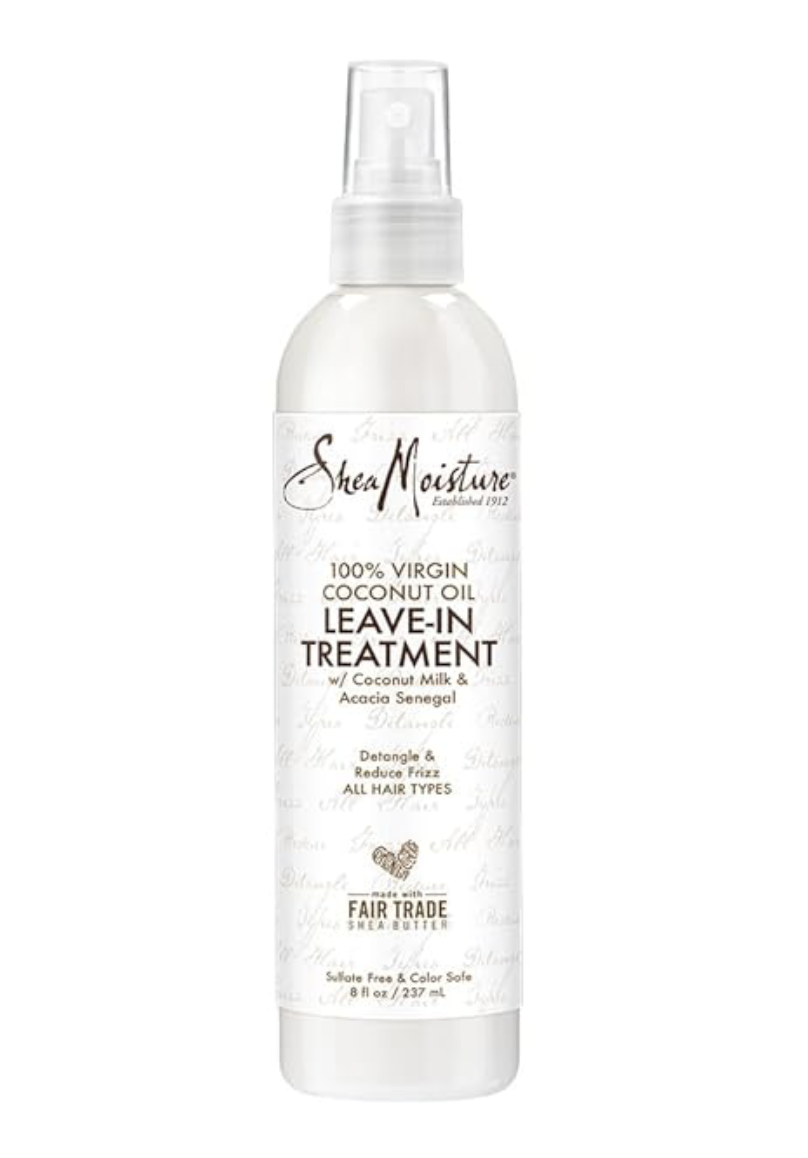 SheaMoisture®
Established 1912
100% VIRGIN
COCONUT OIL
LEAVE-IN
TREATMENT
w/ Coconut Milk &
Acacia Senegal
Detangle &
Reduce Frizz
ALL HAIR TYPES
made with
FAIR TRADE
SHEA BUTTER
Sulfate Free & Color Safe
8 fl oz / 237 mL